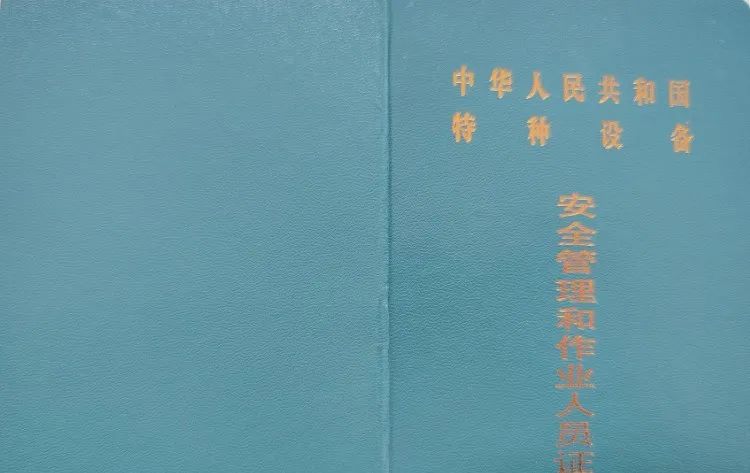 中华人民共和国
特种设备
安全管理和作业人员证